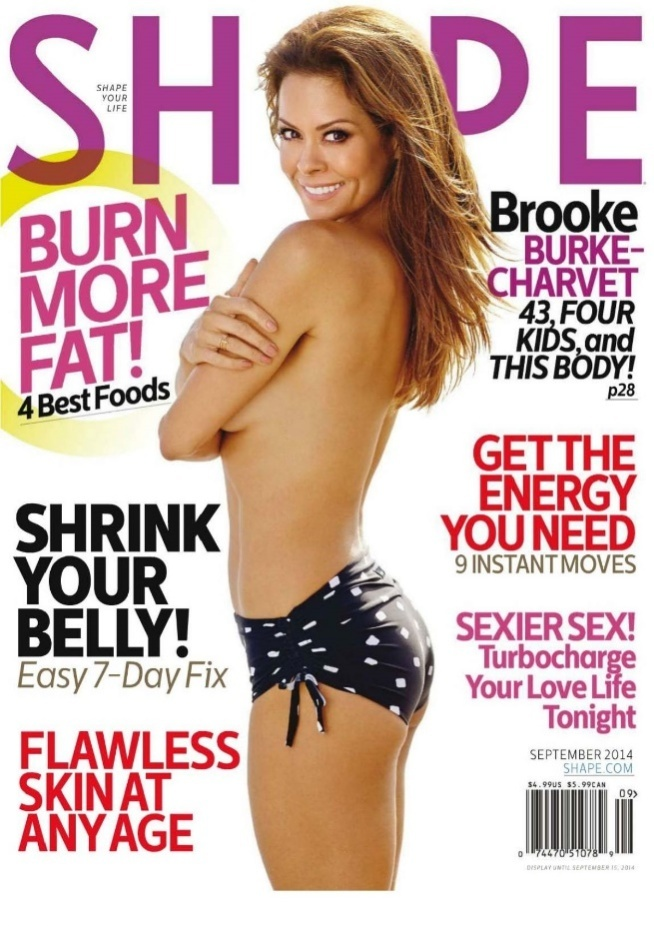 SHAPE
SHAPE
YOUR
LIFE
BURN
MORE
FAT!
4 Best Foods
SHRINK
YOUR
BELLY!
Easy 7-Day Fix
FLAWLESS
SKIN AT
ANY AGE
Brooke
BURKE-
CHARVET
43, FOUR
KIDS, and
THIS BODY!
p28
GET THE
ENERGY
YOU NEED
9 INSTANT MOVES
SEXIER SEX!
Turbocharge
Your Love Life
Tonight
SEPTEMBER 2014
SHAPE.COM
$4.99US $5.99CAN
09>
0 74470 51078 9
DISPLAY UNTIL SEPTEMBER 15, 2014